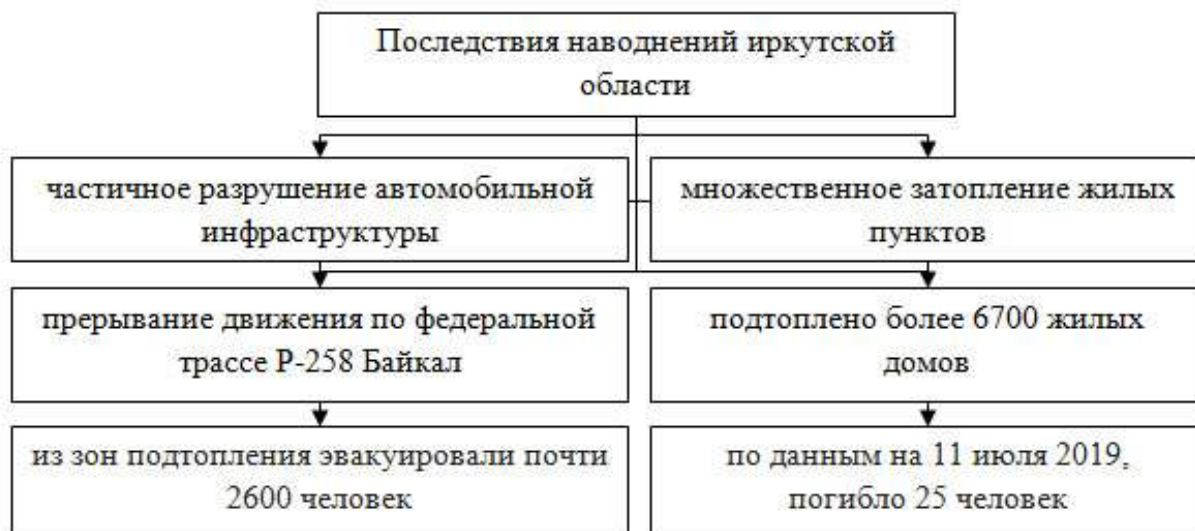 Последствия наводнений иркутской
области
частичное разрушение автомобильной
инфраструктуры
множественное затопление жилых
пунктов
прерывание движения по федеральной
трассе Р-258 Байкал
подтоплено более 6700 жилых
домов
из зон подтопления эвакуировали почти
2600 человек
по данным на 11 июля 2019,
погибло 25 человек